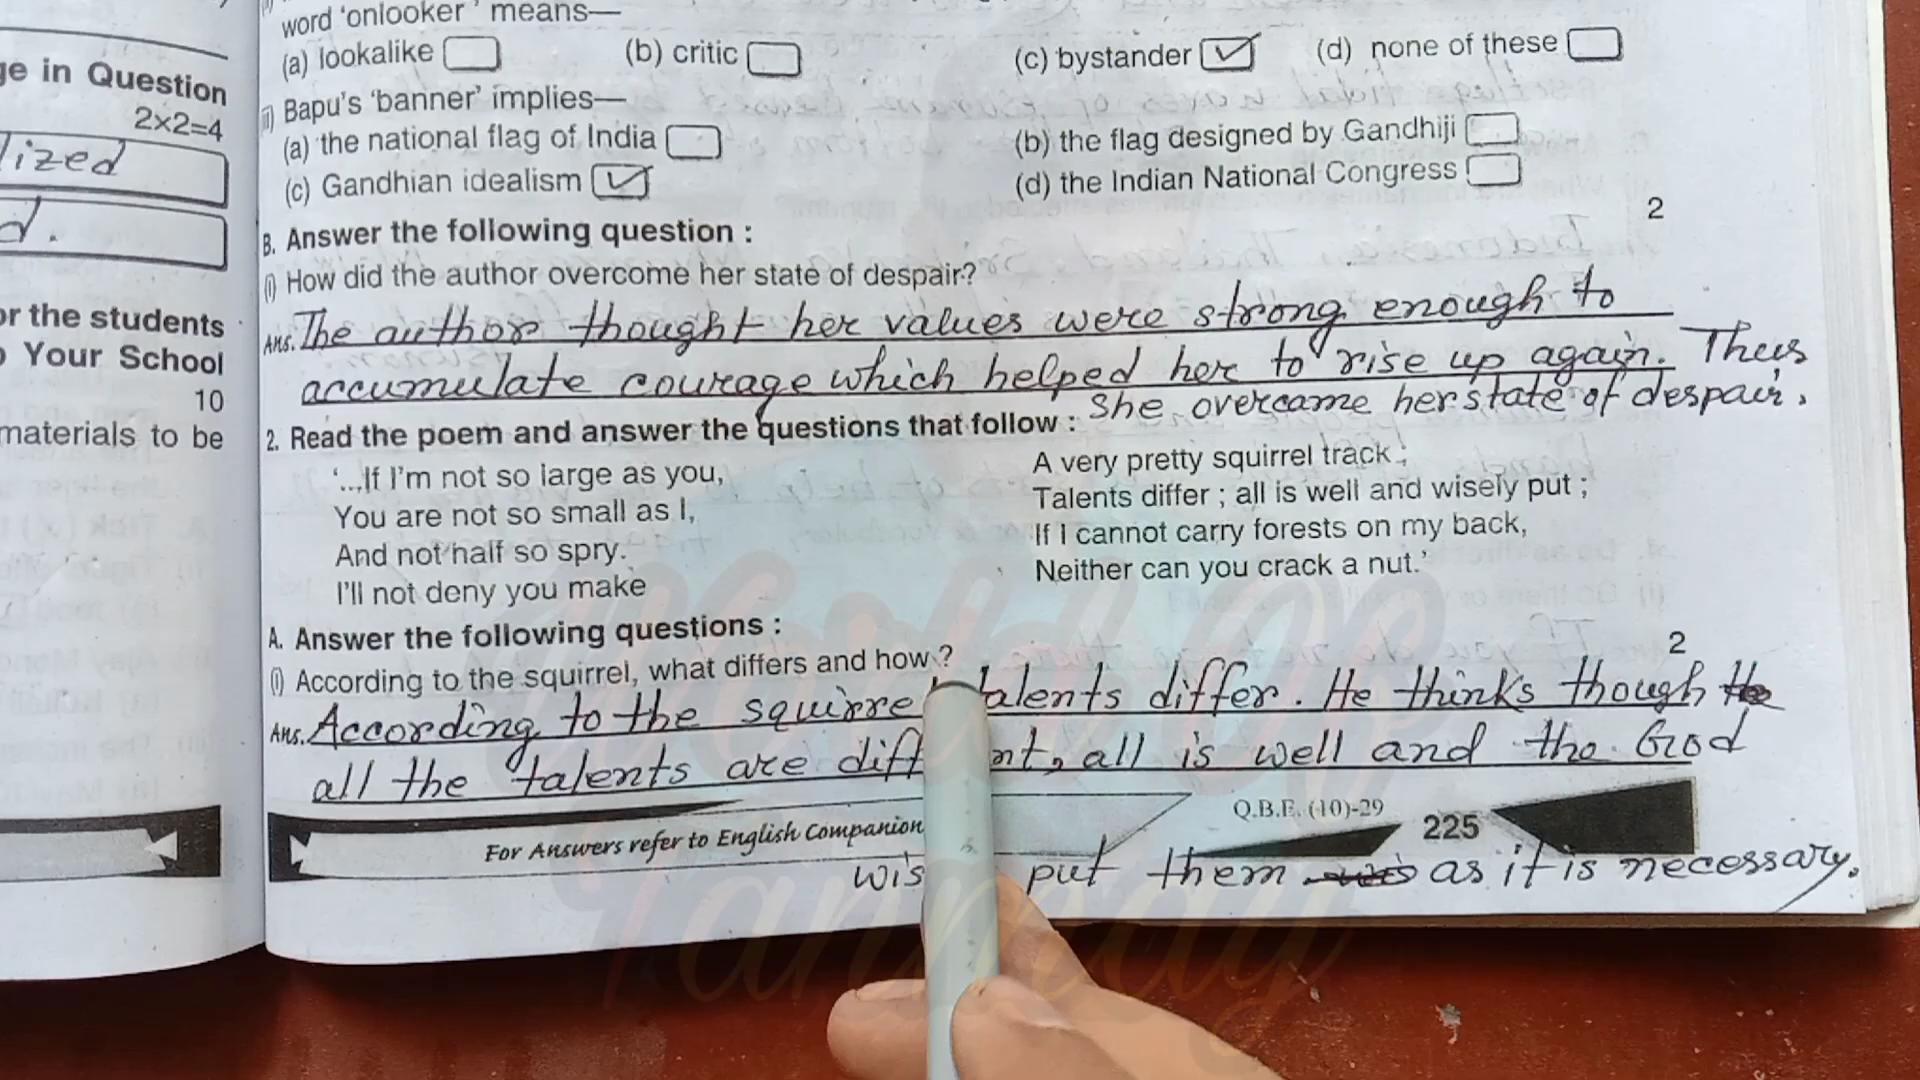 ge in Question
2×2=4
lized
d.
or the students
Your School
10
materials to be
word 'onlooker' means—
(a) lookalike (b) critic (c) bystander ✓ (d) none of these
Bapu's 'banner' implies—
(a) the national flag of India (b) the flag designed by Gandhiji
(c) Gandhian idealism ✓ (d) the Indian National Congress
B. Answer the following question : 2
(i) How did the author overcome her state of despair?
Ans. The author thought her values were strong enough to
accumulate courage which helped her to rise up again. Thus
she overcame her state of despair.
2. Read the poem and answer the questions that follow :
'...If I'm not so large as you,
You are not so small as I,
And not half so spry.
I'll not deny you make
A very pretty squirrel track ;
Talents differ ; all is well and wisely put ;
If I cannot carry forests on my back,
Neither can you crack a nut.'
A. Answer the following questions : 2
(i) According to the squirrel, what differs and how ?
Ans. According to the squirre talents differ. He thinks though
all the talents are diff nt, all is well and the God
wis put them as it is necessary.
For Answers refer to English Companion
Q.B.E. (10)-29 225
World Of
Tanmay